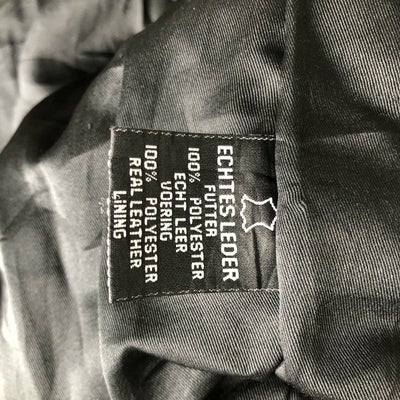 ECHTES LEDER
FUTTER
100% POLYESTER
ECHT LEER
VOERING
100% POLYESTER
REAL LEATHER
LINING